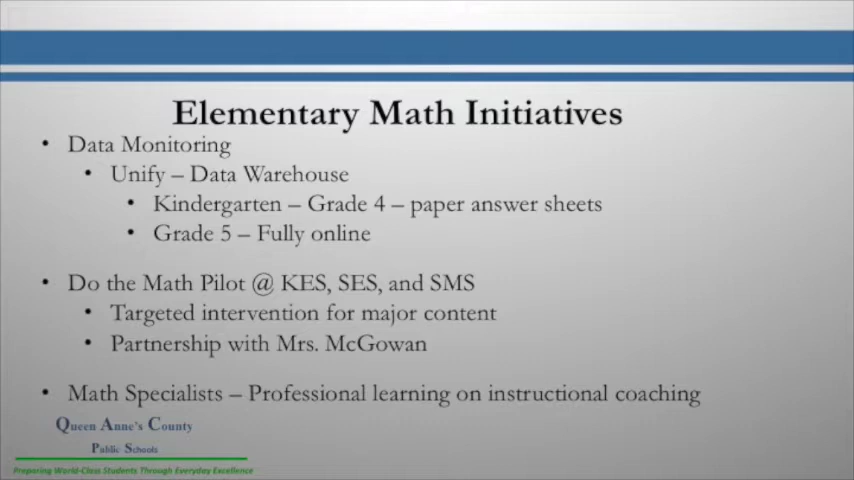 Elementary Math Initiatives
• Data Monitoring
• Unify – Data Warehouse
• Kindergarten – Grade 4 – paper answer sheets
• Grade 5 – Fully online
• Do the Math Pilot @ KES, SES, and SMS
• Targeted intervention for major content
• Partnership with Mrs. McGowan
• Math Specialists – Professional learning on instructional coaching
Queen Anne's County
Public Schools
Preparing World-Class Students Through Everyday Excellence